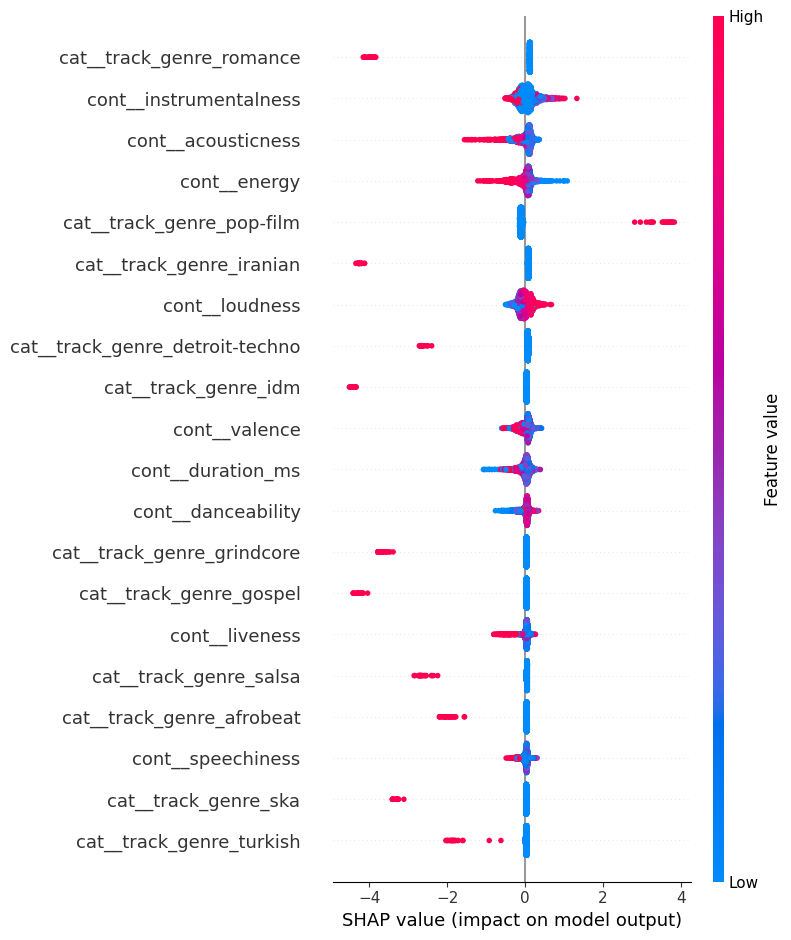 High
cat__track_genre_romance
cont__instrumentalness
cont__acousticness
cont__energy
cat__track_genre_pop-film
cat__track_genre_iranian
cont__loudness
cat__track_genre_detroit-techno
cat__track_genre_idm
cont__valence
cont__duration_ms
cont__danceability
cat__track_genre_grindcore
cat__track_genre_gospel
cont__liveness
cat__track_genre_salsa
cat__track_genre_afrobeat
cont__speechiness
cat__track_genre_ska
cat__track_genre_turkish
Feature value
Low
−4 −2 0 2 4
SHAP value (impact on model output)